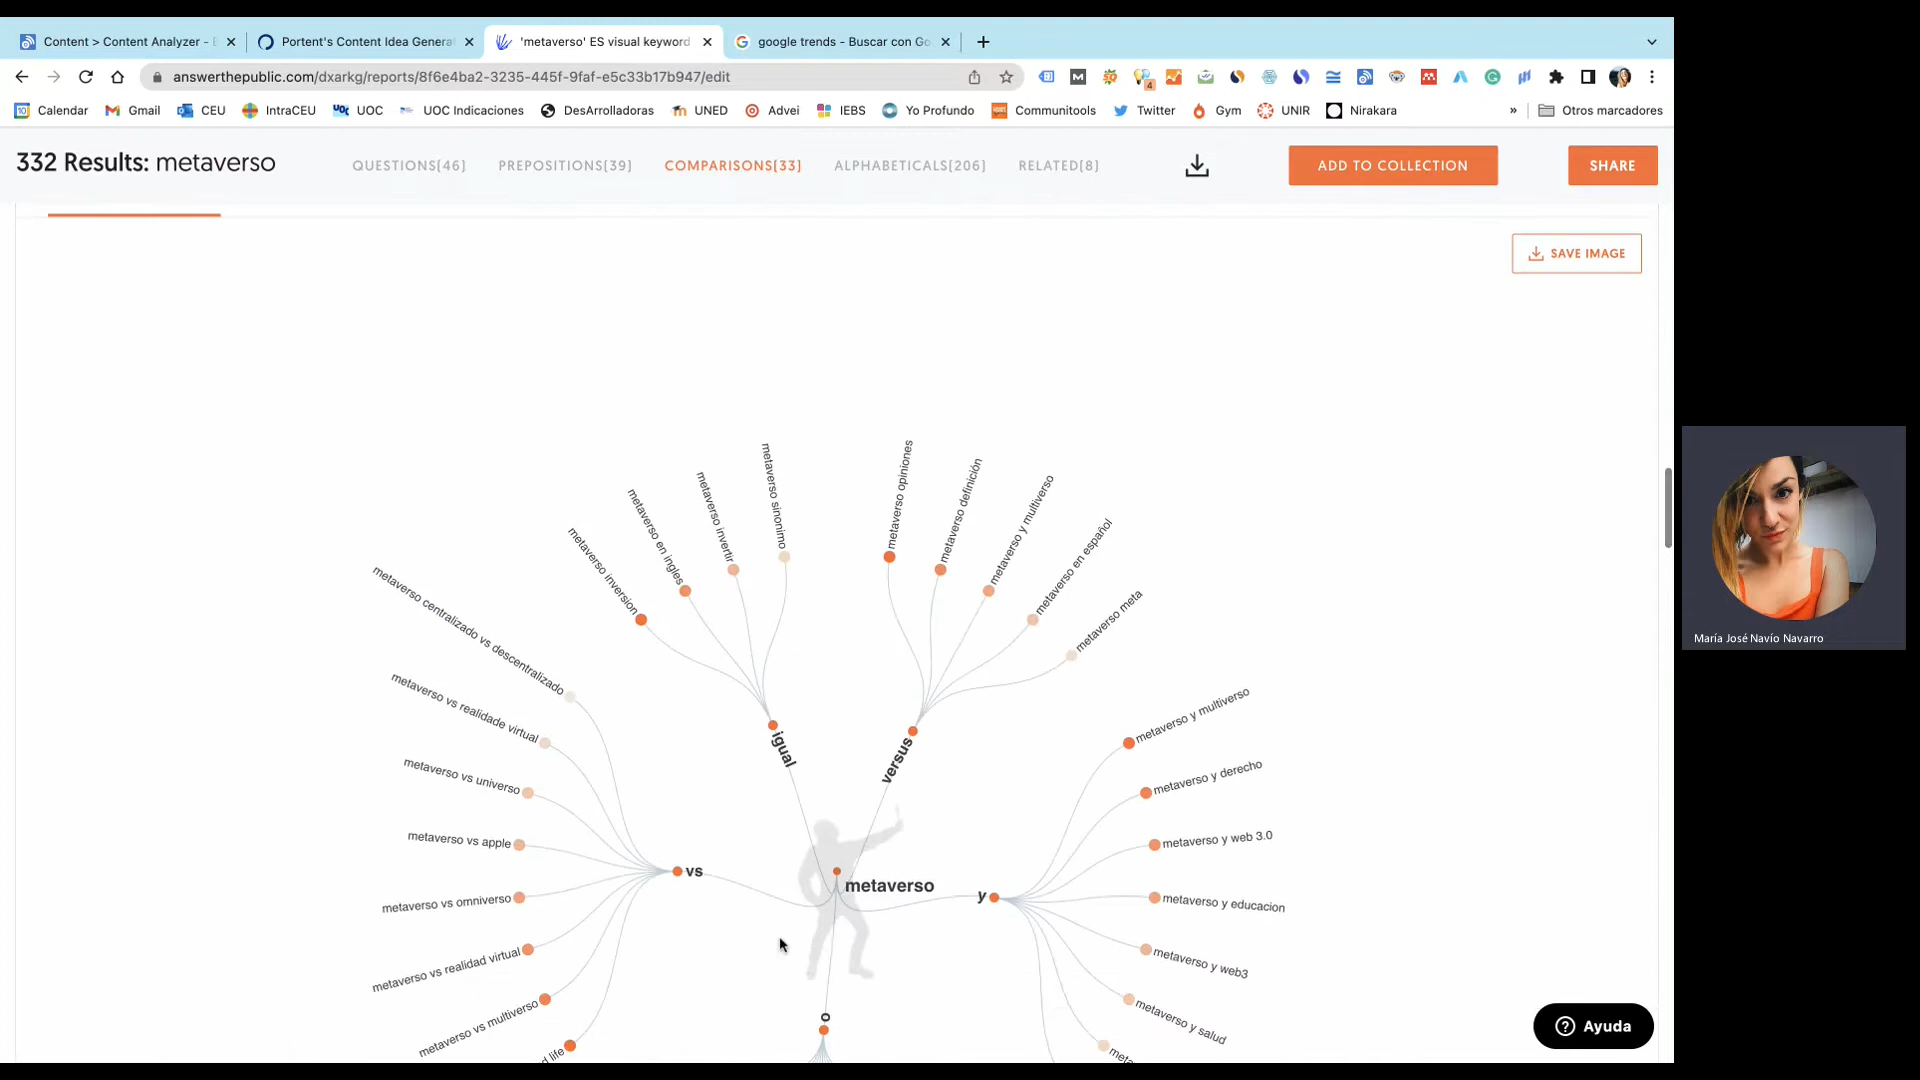 Content > Content Analyzer -
Portent's Content Idea Genera
'metaverso' ES visual keyword
google trends - Buscar con Go
answerthepublic.com/dxarkg/reports/8f6e4ba2-3235-445f-9faf-e5c33b17b947/edit
Calendar
Gmail
CEU
IntraCEU
UOC
UOC Indicaciones
DesArrolladoras
UNED
Advei
IEBS
Yo Profundo
Communitools
Twitter
Gym
UNIR
Nirakara
»
Otros marcadores
332 Results: metaverso
QUESTIONS[46]
PREPOSITIONS[39]
COMPARISONS[33]
ALPHABETICALS[206]
RELATED[8]
ADD TO COLLECTION
SHARE
SAVE IMAGE
metaverso centralizado vs descentralizado
metaverso vs realidade virtual
metaverso vs universo
metaverso vs apple
metaverso vs omniverso
metaverso vs realidad virtual
metaverso vs multiverso
d life
vs
metaverso inversion
metaverso en ingles
metaverso invertir
metaverso sinonimo
igual
metaverso opiniones
metaverso definición
metaverso y multiverso
metaverso en español
metaverso meta
versus
metaverso
metaverso y multiverso
metaverso y derecho
metaverso y web 3.0
metaverso y educacion
metaverso y web3
metaverso y salud
y
o
Ayuda
María José Navío Navarro